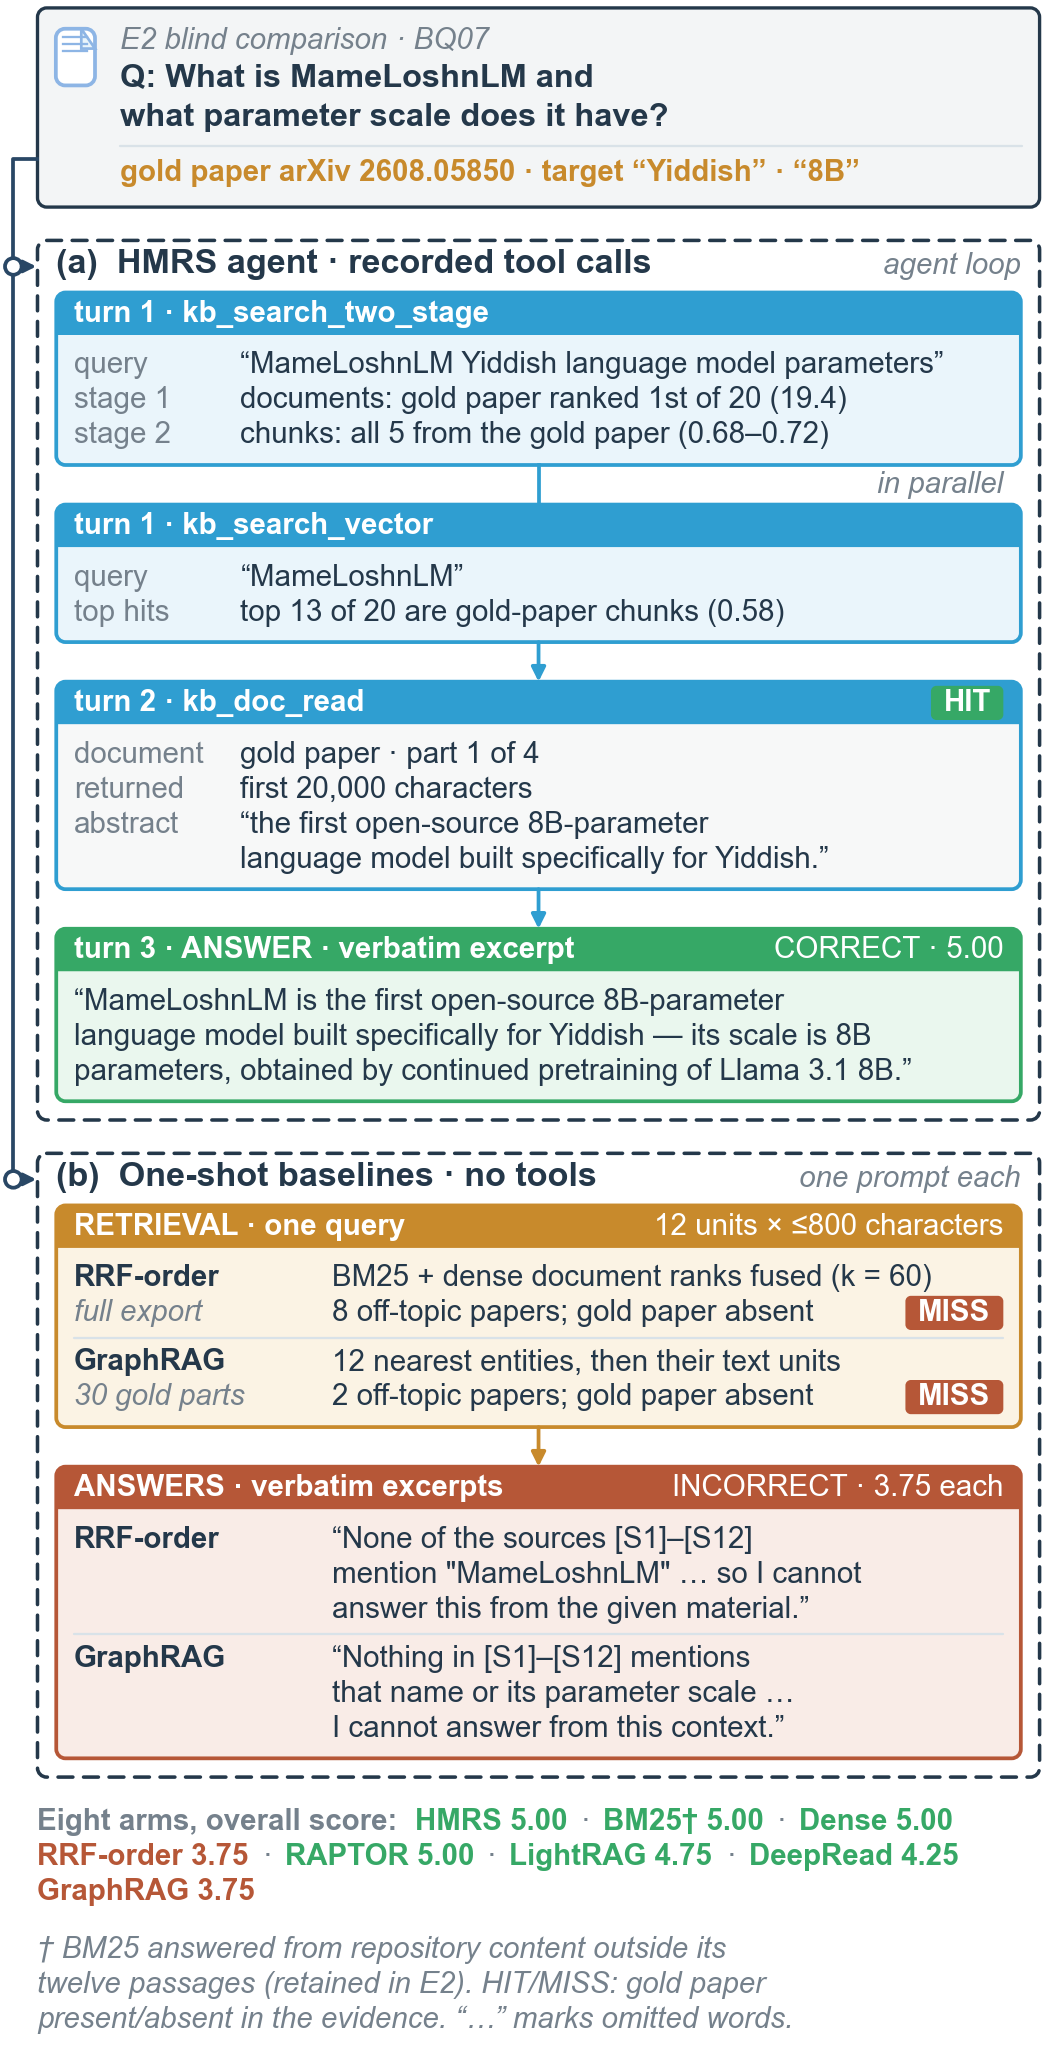 E2 blind comparison · BQ07
Q: What is MameLoshnLM and
what parameter scale does it have?
gold paper arXiv 2608.05850 · target “Yiddish” · “8B”
(a) HMRS agent · recorded tool calls agent loop
turn 1 · kb_search_two_stage
query “MameLoshnLM Yiddish language model parameters”
stage 1 documents: gold paper ranked 1st of 20 (19.4)
stage 2 chunks: all 5 from the gold paper (0.68–0.72)
in parallel
turn 1 · kb_search_vector
query “MameLoshnLM”
top hits top 13 of 20 are gold-paper chunks (0.58)
turn 2 · kb_doc_read HIT
document gold paper · part 1 of 4
returned first 20,000 characters
abstract “the first open-source 8B-parameter
language model built specifically for Yiddish.”
turn 3 · ANSWER · verbatim excerpt CORRECT · 5.00
“MameLoshnLM is the first open-source 8B-parameter
language model built specifically for Yiddish — its scale is 8B
parameters, obtained by continued pretraining of Llama 3.1 8B.”
(b) One-shot baselines · no tools one prompt each
RETRIEVAL · one query 12 units × ≤800 characters
RRF-order BM25 + dense document ranks fused (k = 60)
full export 8 off-topic papers; gold paper absent MISS
GraphRAG 12 nearest entities, then their text units
30 gold parts 2 off-topic papers; gold paper absent MISS
ANSWERS · verbatim excerpts INCORRECT · 3.75 each
RRF-order “None of the sources [S1]–[S12]
mention "MameLoshnLM" … so I cannot
answer this from the given material.”
GraphRAG “Nothing in [S1]–[S12] mentions
that name or its parameter scale …
I cannot answer from this context.”
Eight arms, overall score: HMRS 5.00 · BM25† 5.00 · Dense 5.00
RRF-order 3.75 · RAPTOR 5.00 · LightRAG 4.75 · DeepRead 4.25
GraphRAG 3.75
† BM25 answered from repository content outside its
twelve passages (retained in E2). HIT/MISS: gold paper
present/absent in the evidence. “…” marks omitted words.